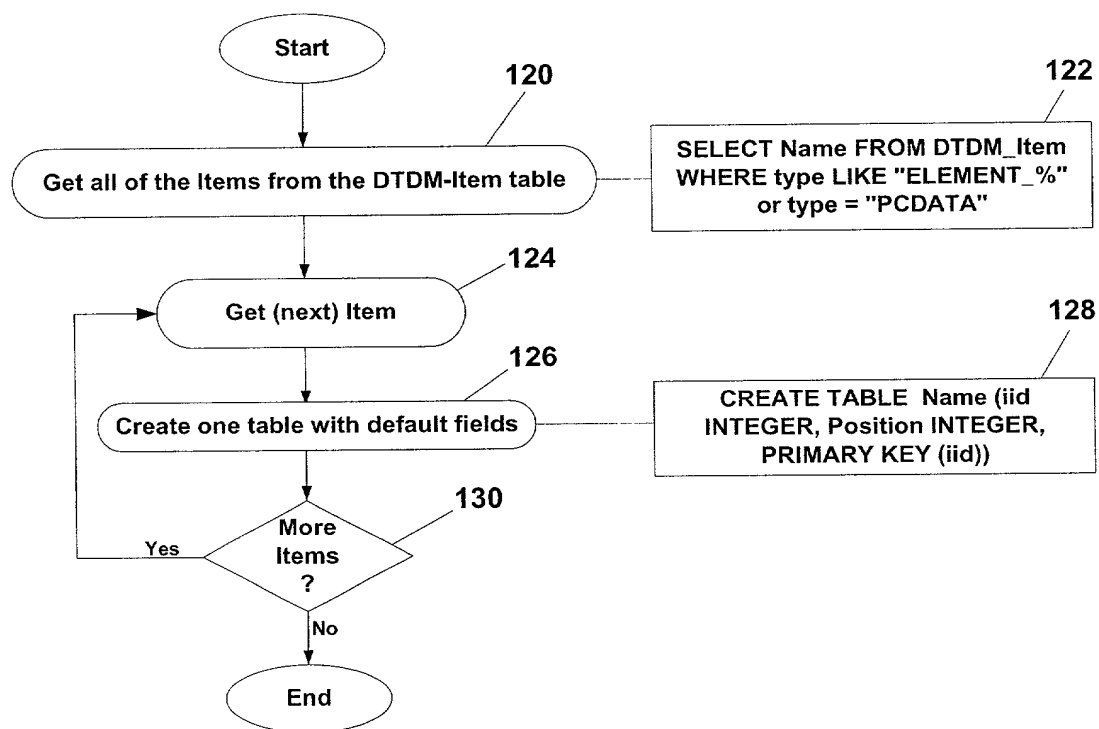 Start
120
122
Get all of the Items from the DTDM-Item table
SELECT Name FROM DTDM_Item
WHERE type LIKE "ELEMENT_%"
or type = "PCDATA"
124
Get (next) Item
126
128
Create one table with default fields
CREATE TABLE Name (iid
INTEGER, Position INTEGER,
PRIMARY KEY (iid))
130
More
Items
?
Yes
No
End